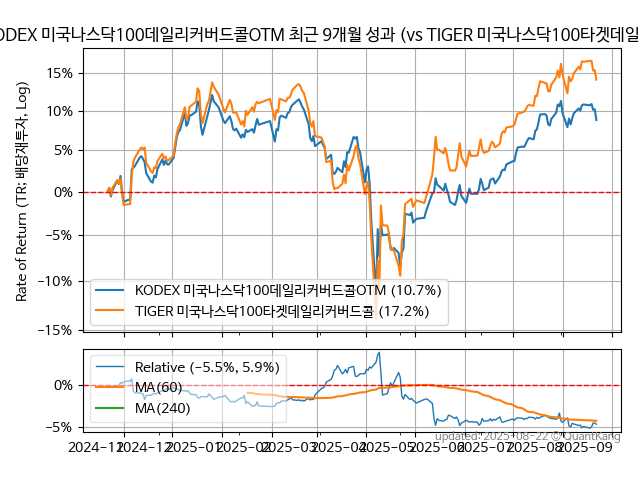 ODEX 미국나스닥100데일리커버드콜OTM 최근 9개월 성과 (vs TIGER 미국나스닥100타겟데일
Rate of Return (TR: 배당재투자, Log)
15%
10%
5%
0%
−5%
−10%
−15%
KODEX 미국나스닥100데일리커버드콜OTM (10.7%)
TIGER 미국나스닥100타겟데일리커버드콜 (17.2%)
0%
−5%
Relative (−5.5%, 5.9%)
MA(60)
MA(240)
updated: 2025-08-22 © QuantKang
2024−11 2024−12 2025−01 2025−02 2025−03 2025−04 2025−05 2025−06 2025−07 2025−08 2025−09